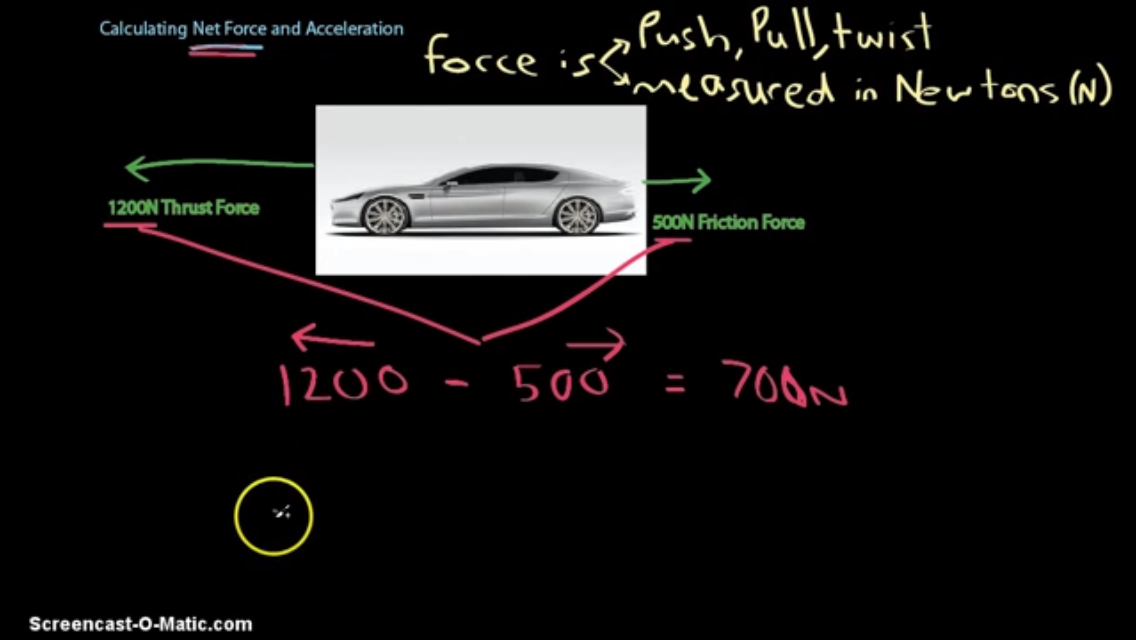 Calculating Net Force and Acceleration
force is Push, Pull, twist
measured in Newtons (N)
1200N Thrust Force
500N Friction Force
1200 - 500 = 700N
Screencast-O-Matic.com